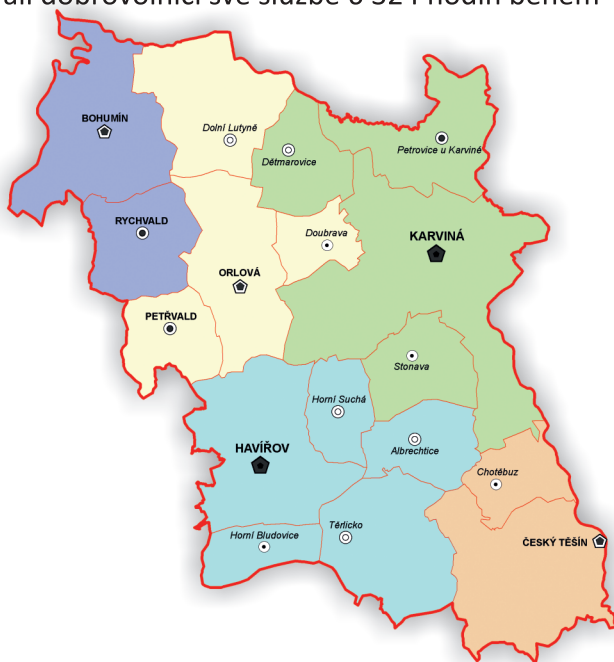 BOHUMÍN
Dolní Lutyně
Dětmarovice
Petrovice u Karviné
RYCHVALD
Doubrava
KARVINÁ
ORLOVÁ
PETŘVALD
Stonava
Horní Suchá
HAVÍŘOV
Albrechtice
Chotěbuz
Těrlicko
Horní Bludovice
ČESKÝ TĚŠÍN